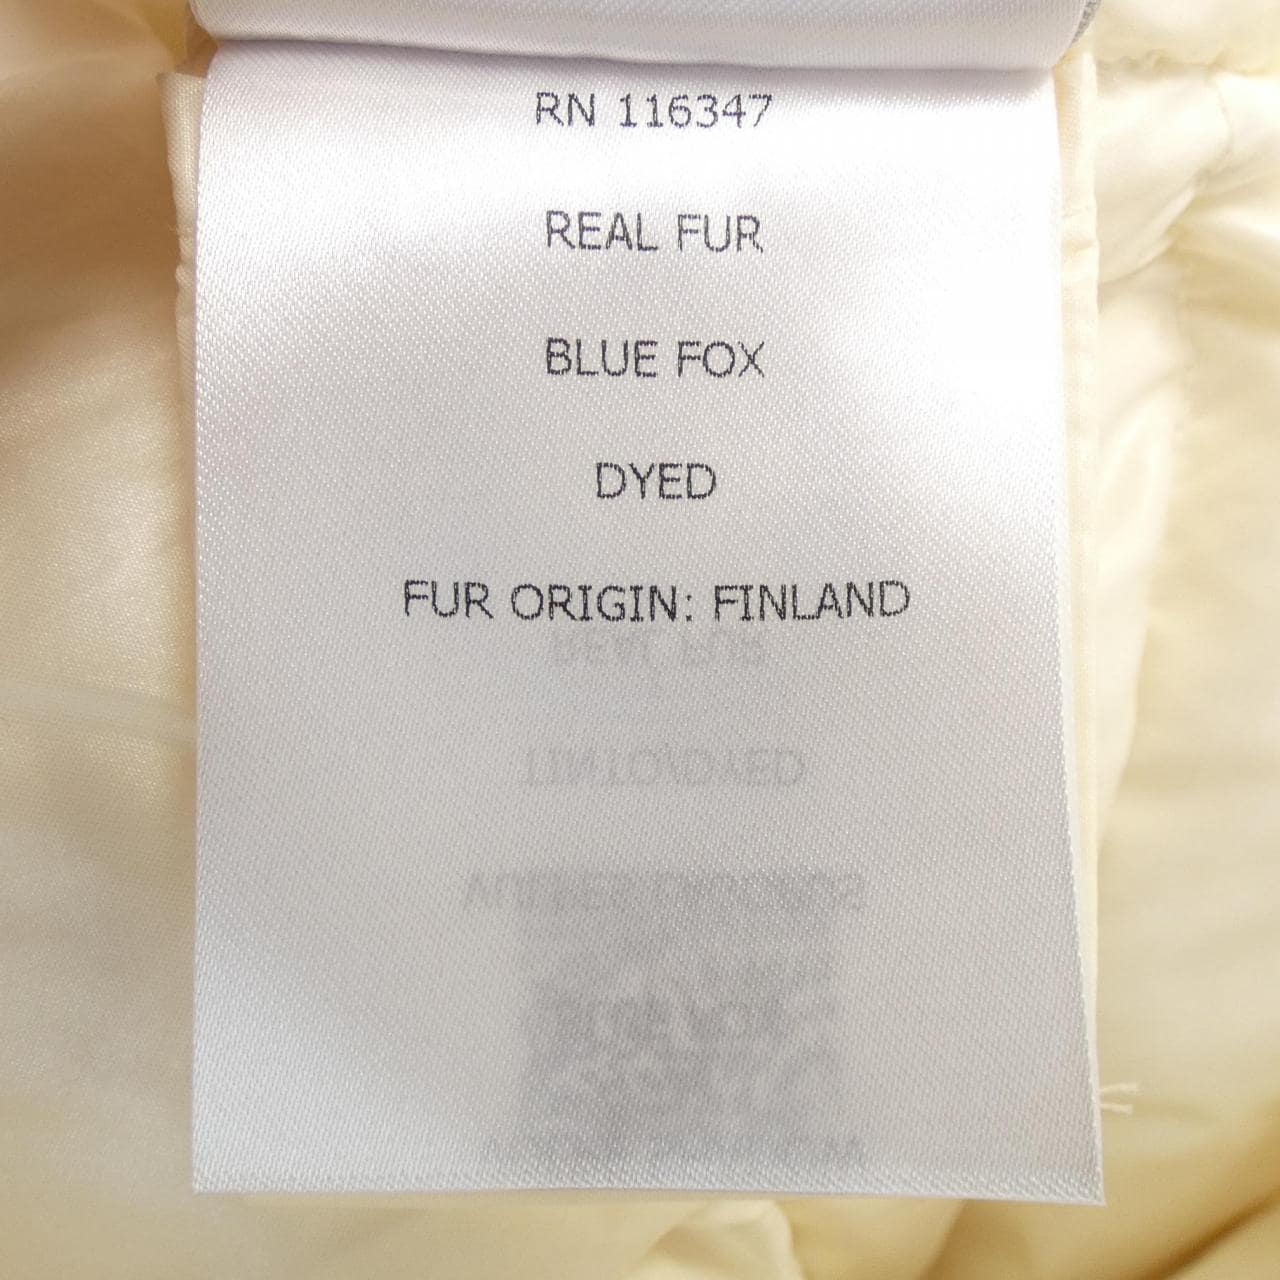 RN 116347
REAL FUR
BLUE FOX
DYED
FUR ORIGIN: FINLAND